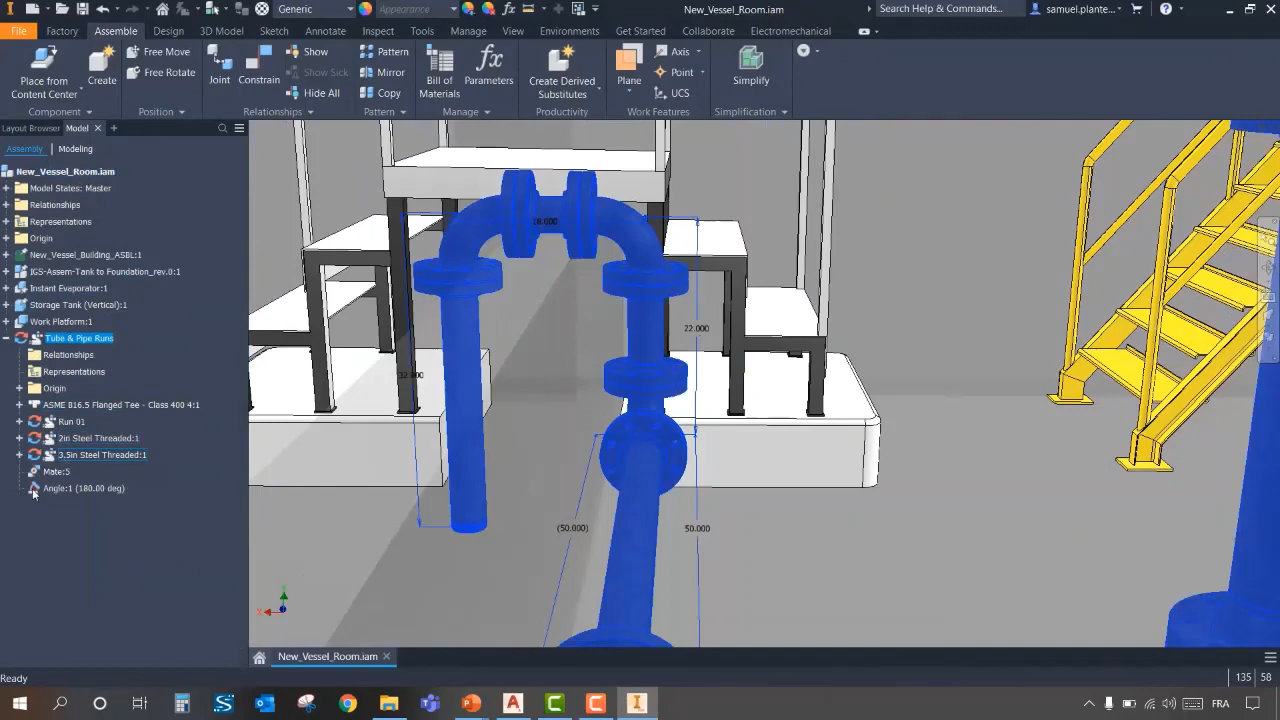 Generic
Appearance
New_Vessel_Room.iam
Search Help & Commands...
samuel.plante...
File
Factory
Assemble
Design
3D Model
Sketch
Annotate
Inspect
Tools
Manage
View
Environments
Get Started
Collaborate
Electromechanical
Place from
Content Center
Create
Free Move
Free Rotate
Joint
Constrain
Show
Show Sick
Hide All
Pattern
Mirror
Copy
Bill of
Materials
fx
Parameters
Create Derived
Substitutes
Plane
Axis
Point
UCS
Simplify
Component
Position
Relationships
Pattern
Manage
Productivity
Work Features
Simplification
Layout Browser
Model
Assembly
Modeling
New_Vessel_Room.iam
Model States: Master
Relationships
Representations
Origin
New_Vessel_Building_ASBL:1
IGS-Assem-Tank to Foundation_rev.0:1
Instant Evaporator:1
Storage Tank (Vertical):1
Work Platform:1
Tube & Pipe Runs
Relationships
Representations
Origin
ASME B16.5 Flanged Tee - Class 400 4:1
Run 01
2in Steel Threaded:1
3.5in Steel Threaded:1
Mate:5
Angle:1 (180.00 deg)
18.000
22.000
(50.000)
50.000
New_Vessel_Room.iam
Ready
135
58
FRA